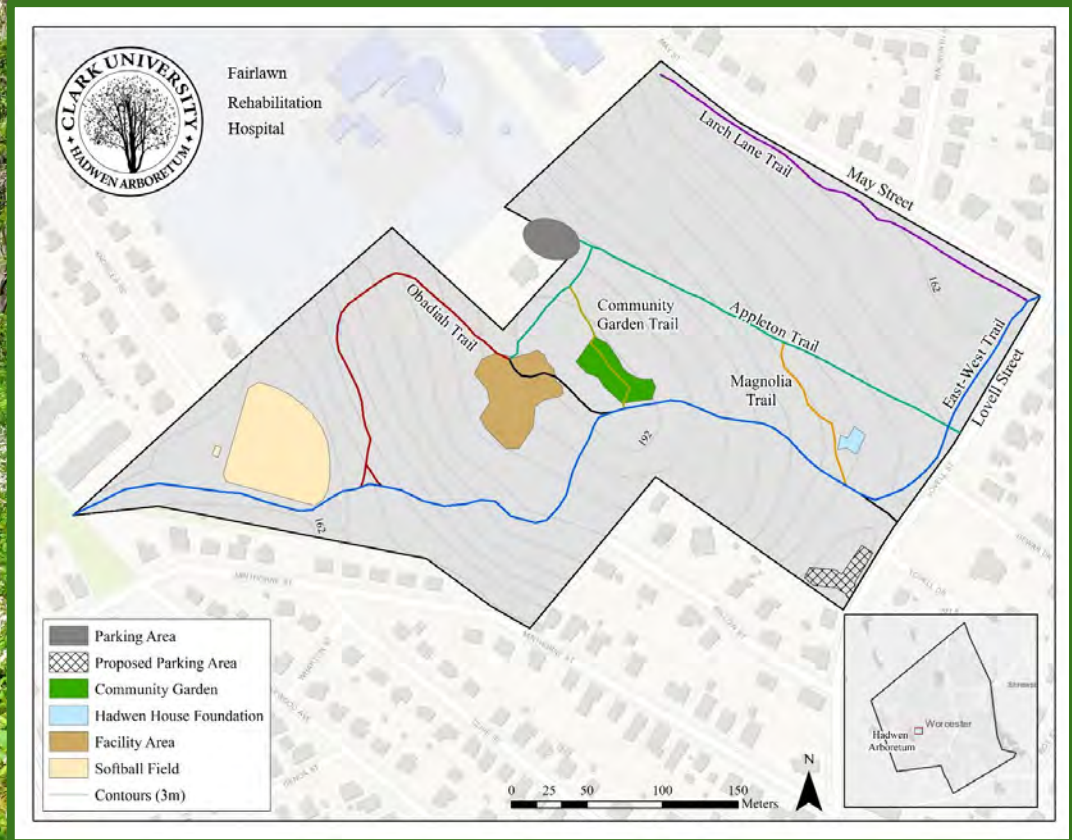 CLARK UNIVERSITY
HADWEN ARBORETUM
Fairlawn
Rehabilitation
Hospital
Larch Lane Trail
May Street
162
Obadiah Trail
Community
Garden Trail
Appleton Trail
East-West Trail
Lovell Street
Magnolia
Trail
192
162
Parking Area
Proposed Parking Area
Community Garden
Hadwen House Foundation
Facility Area
Softball Field
Contours (3m)
0 25 50 100 150
Meters
N
Worcester
Hadwen
Arboretum